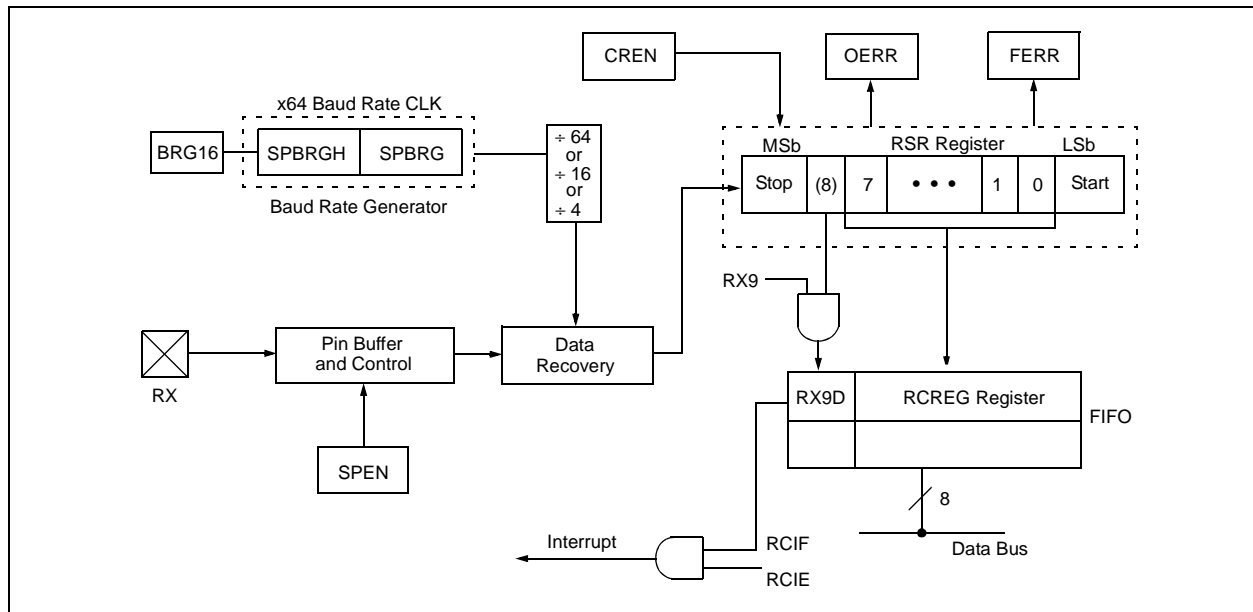 CREN
OERR
FERR
x64 Baud Rate CLK
BRG16
SPBRGH
SPBRG
Baud Rate Generator
÷ 64
or
÷ 16
or
÷ 4
MSb
RSR Register
LSb
Stop
(8)
7
• • •
1
0
Start
RX9
RX
Pin Buffer
and Control
Data
Recovery
SPEN
RX9D
RCREG Register
FIFO
8
Data Bus
Interrupt
RCIF
RCIE